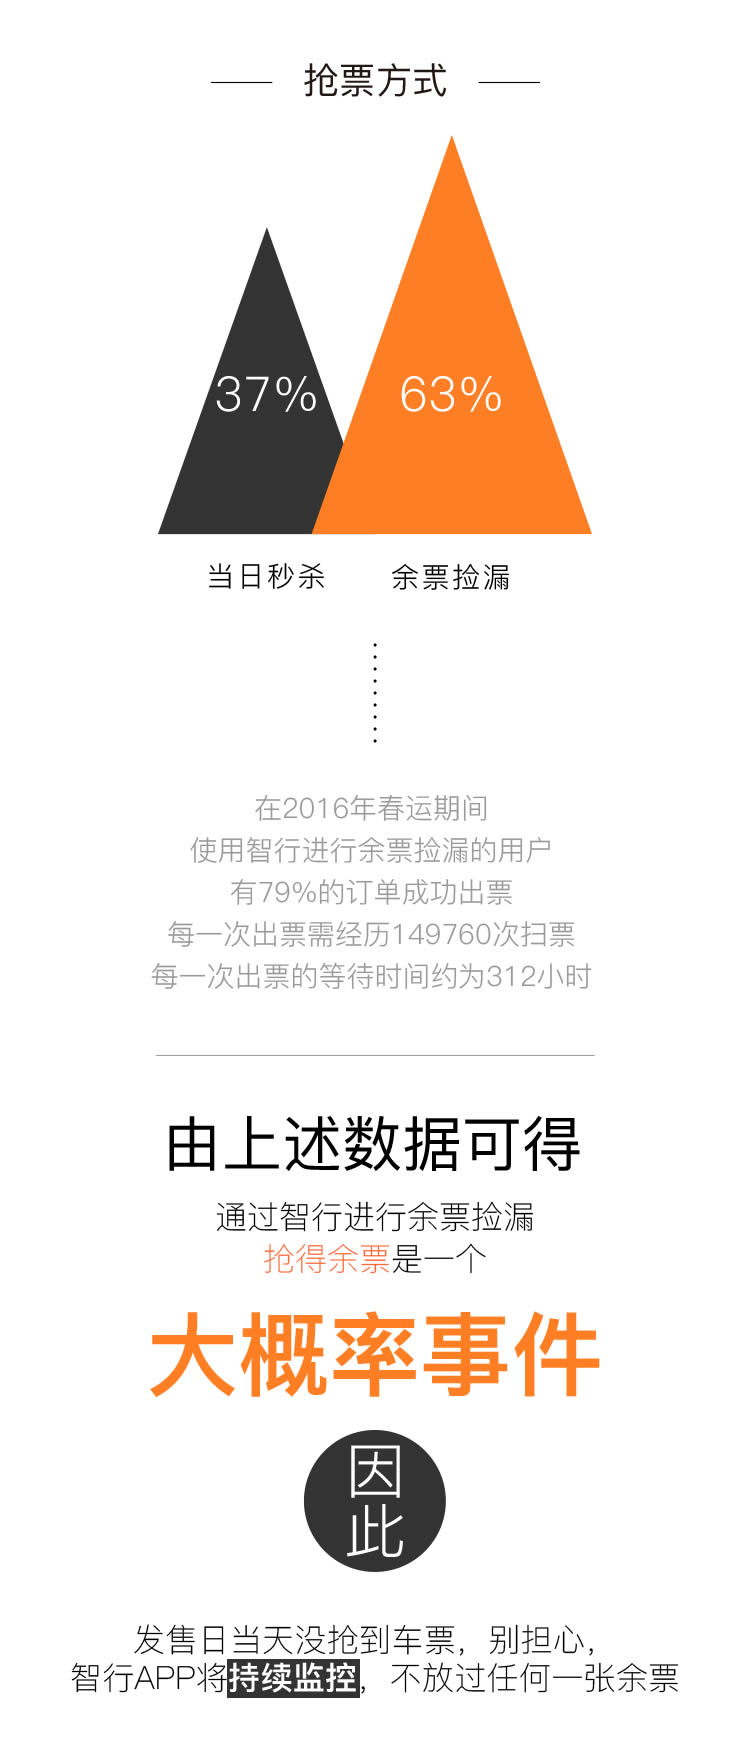 抢票方式
37%
63%
当日秒杀
余票捡漏
在2016年春运期间
使用智行进行余票捡漏的用户
有79%的订单成功出票
每一次出票需经历149760次扫票
每一次出票的等待时间约为312小时
由上述数据可得
通过智行进行余票捡漏
抢得余票是一个
大概率事件
因
此
发售日当天没抢到车票，别担心，
智行APP将持续监控，不放过任何一张余票